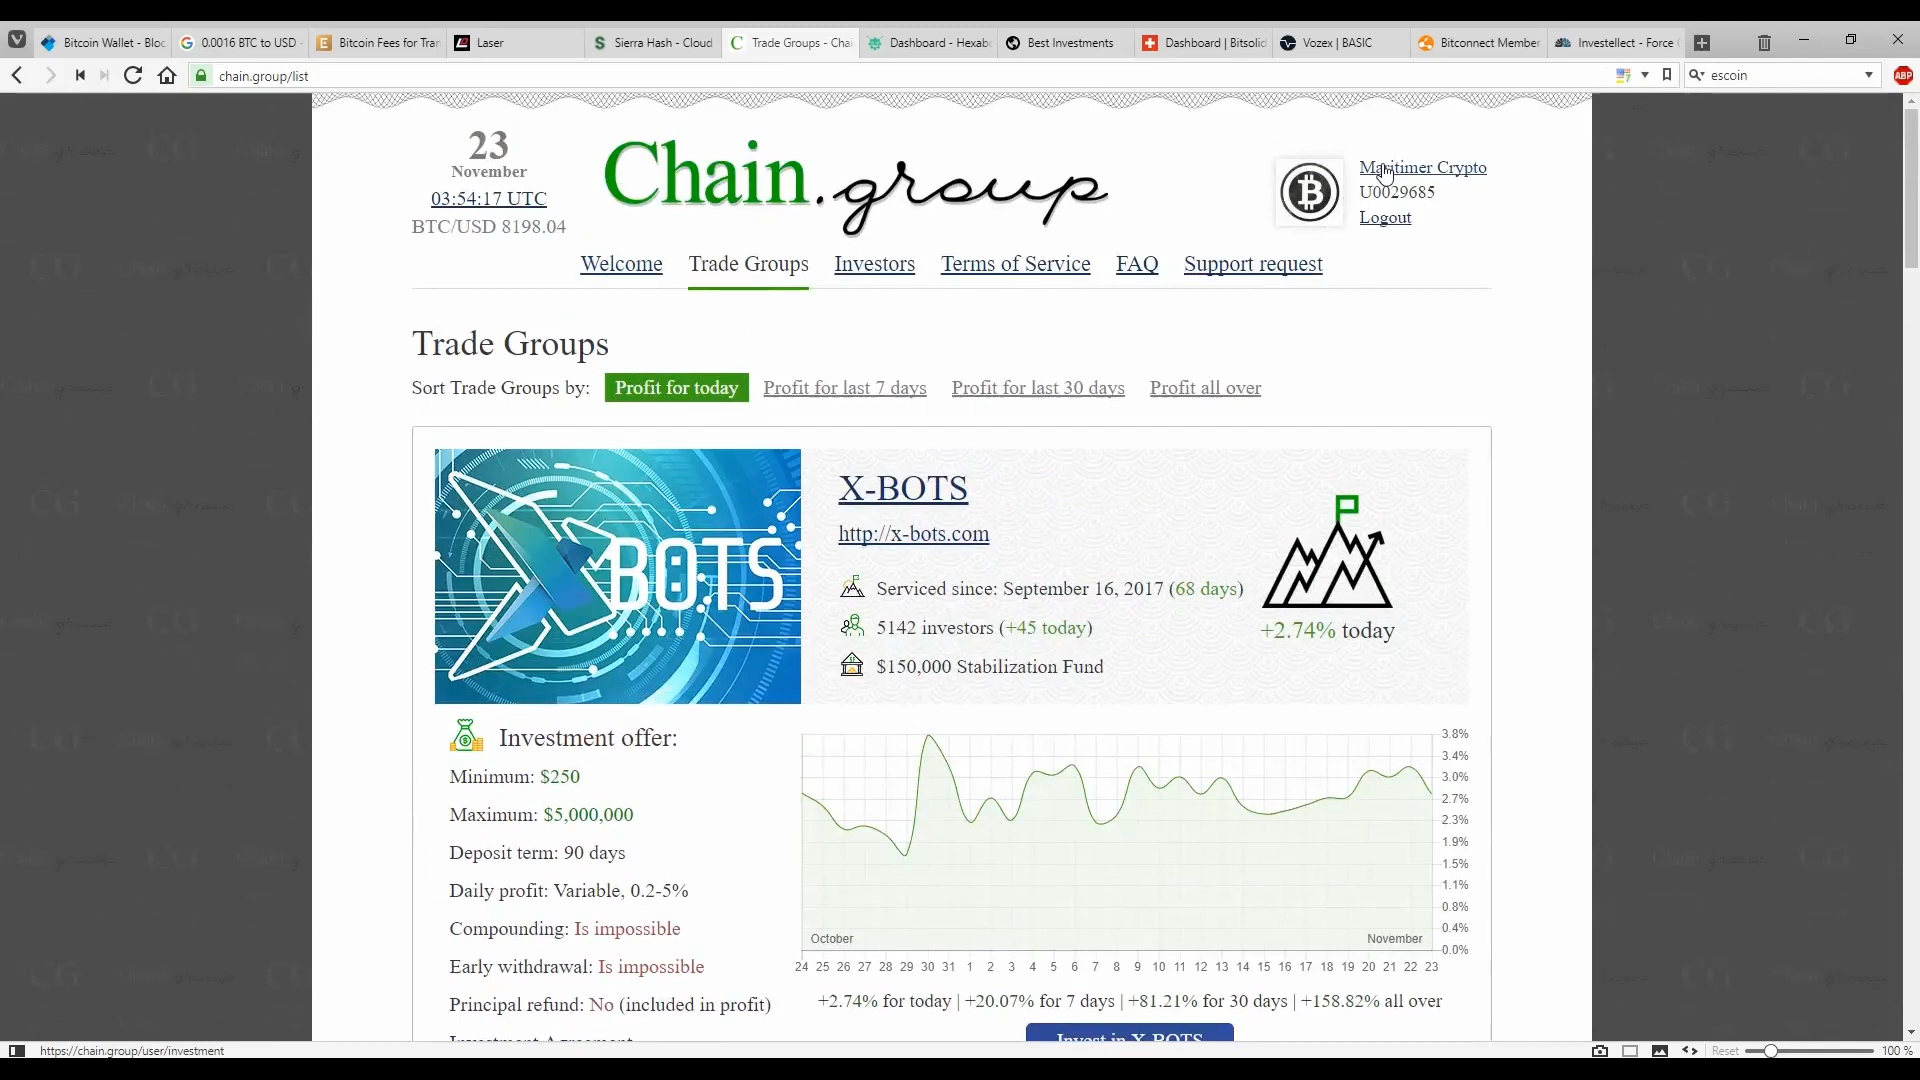 Bitcoin Wallet - Bloc
0.0016 BTC to USD -
Bitcoin Fees for Tran
Laser
Sierra Hash - Cloud
Trade Groups - Chai
Dashboard - Hexabo
Best Investments
Dashboard | Bitsolid
Vozex | BASIC
Bitconnect Member
Investellect - Force
chain.group/list
escoin
ABP
23
November
03:54:17 UTC
BTC/USD 8198.04
Chain.group
Maritimer Crypto
U0029685
Logout
Welcome
Trade Groups
Investors
Terms of Service
FAQ
Support request
Trade Groups
Sort Trade Groups by:
Profit for today
Profit for last 7 days
Profit for last 30 days
Profit all over
XBOTS
X-BOTS
http://x-bots.com
Serviced since: September 16, 2017 (68 days)
5142 investors (+45 today)
$150,000 Stabilization Fund
+2.74% today
Investment offer:
Minimum: $250
Maximum: $5,000,000
Deposit term: 90 days
Daily profit: Variable, 0.2-5%
Compounding: Is impossible
Early withdrawal: Is impossible
Principal refund: No (included in profit)
Investment Agreement
3.8%
3.4%
3.0%
2.7%
2.3%
1.9%
1.5%
1.1%
0.8%
0.4%
0.0%
October
November
24 25 26 27 28 29 30 31 1 2 3 4 5 6 7 8 9 10 11 12 13 14 15 16 17 18 19 20 21 22 23
+2.74% for today | +20.07% for 7 days | +81.21% for 30 days | +158.82% all over
Invest in X-BOTS
https://chain.group/user/investment
Reset
100 %